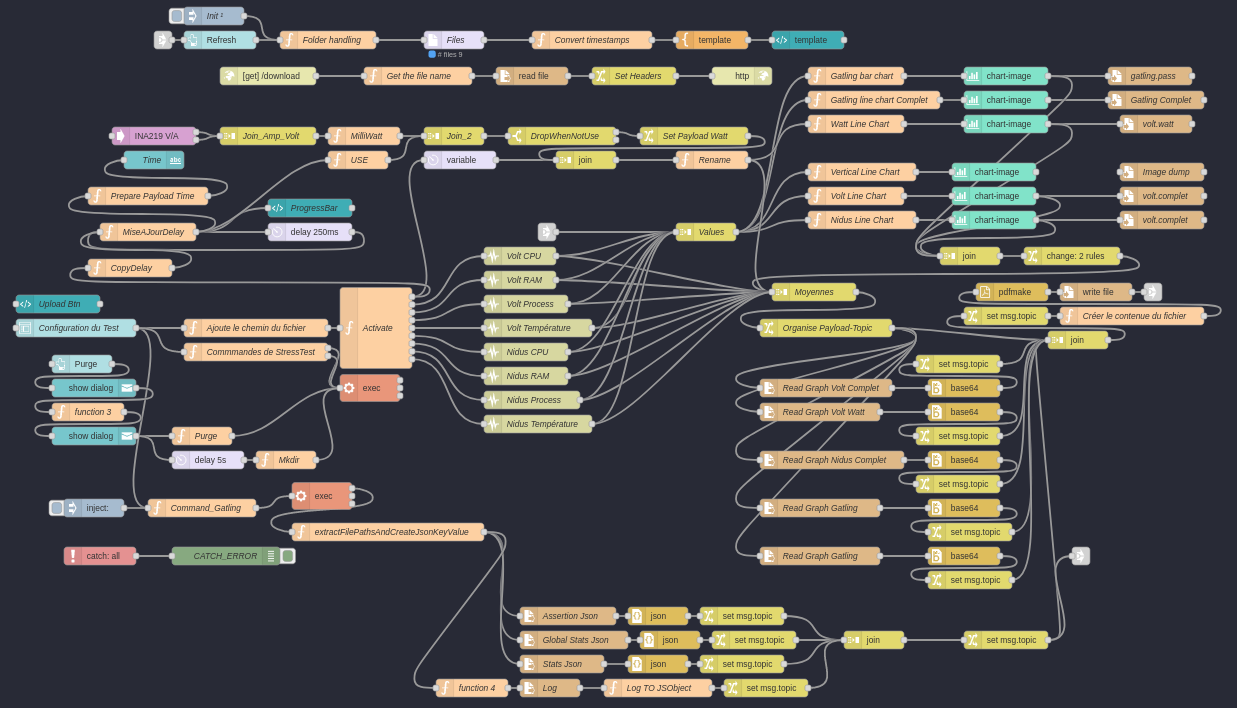 Init ¹
Refresh
Folder handling
Files
Convert timestamps
template
template
# files 9
[get] /download
Get the file name
read file
Set Headers
http
Gatling bar chart
chart-image
gatling.pass
Gatling line chart Complet
chart-image
Gatling Complet
Watt Line Chart
chart-image
volt.watt
INA219 V/A
Join_Amp_Volt
MilliWatt
Join_2
DropWhenNotUse
Set Payload Watt
Time
abc
USE
variable
join
Rename
Vertical Line Chart
chart-image
Image dump
Prepare Payload Time
Volt Line Chart
chart-image
volt.complet
ProgressBar
Nidus Line Chart
chart-image
volt.complet
MiseAJourDelay
delay 250ms
Values
Volt CPU
join
change: 2 rules
CopyDelay
Volt RAM
Moyennes
pdfmake
write file
Upload Btn
Volt Process
set msg.topic
Créer le contenue du fichier
Configuration du Test
Ajoute le chemin du fichier
Activate
Volt Température
Organise Payload-Topic
join
Commmandes de StressTest
Nidus CPU
Purge
set msg.topic
Nidus RAM
show dialog
exec
Read Graph Volt Complet
base64
Nidus Process
function 3
Read Graph Volt Watt
base64
Nidus Température
show dialog
Purge
set msg.topic
delay 5s
Mkdir
Read Graph Nidus Complet
base64
set msg.topic
exec
inject:
Command_Gatling
Read Graph Gatling
base64
extractFilePathsAndCreateJsonKeyValue
set msg.topic
catch: all
CATCH_ERROR
Read Graph Gatling
base64
set msg.topic
Assertion Json
json
set msg.topic
Global Stats Json
json
set msg.topic
join
set msg.topic
Stats Json
json
set msg.topic
function 4
Log
Log TO JSObject
set msg.topic